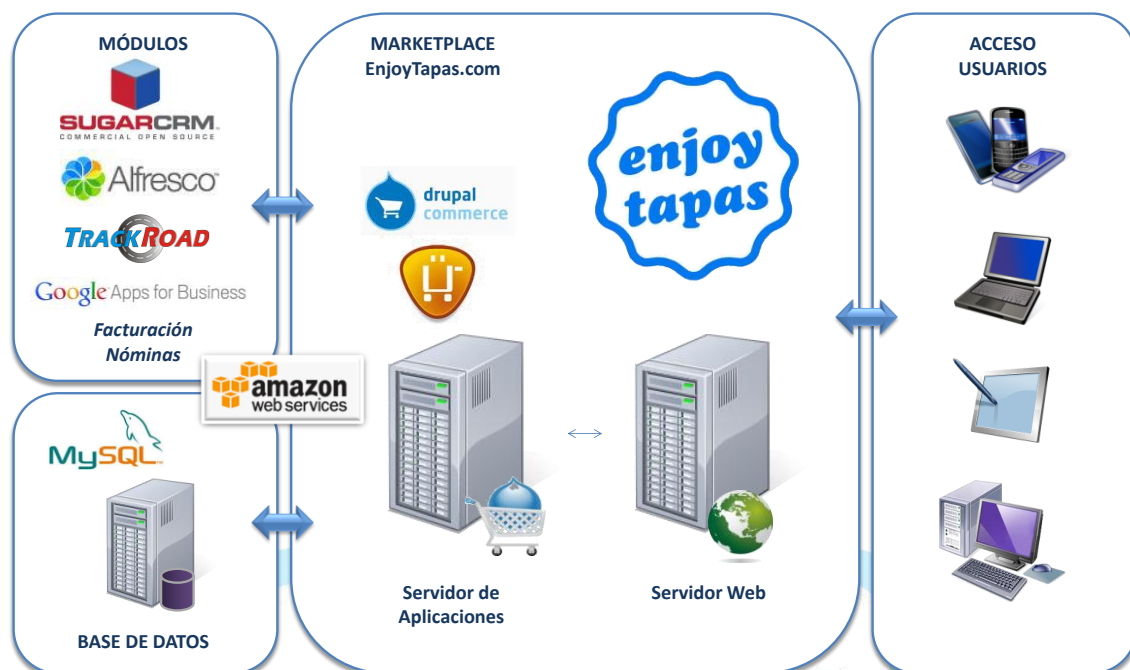 MÓDULOS
SUGARCRM
COMMERCIAL OPEN SOURCE
Alfresco
TRACKROAD
Google Apps for Business
Facturación
Nóminas
amazon
web services
MySQL
BASE DE DATOS
MARKETPLACE
EnjoyTapas.com
enjoy
tapas
drupal
commerce
Servidor de
Aplicaciones
Servidor Web
ACCESO
USUARIOS